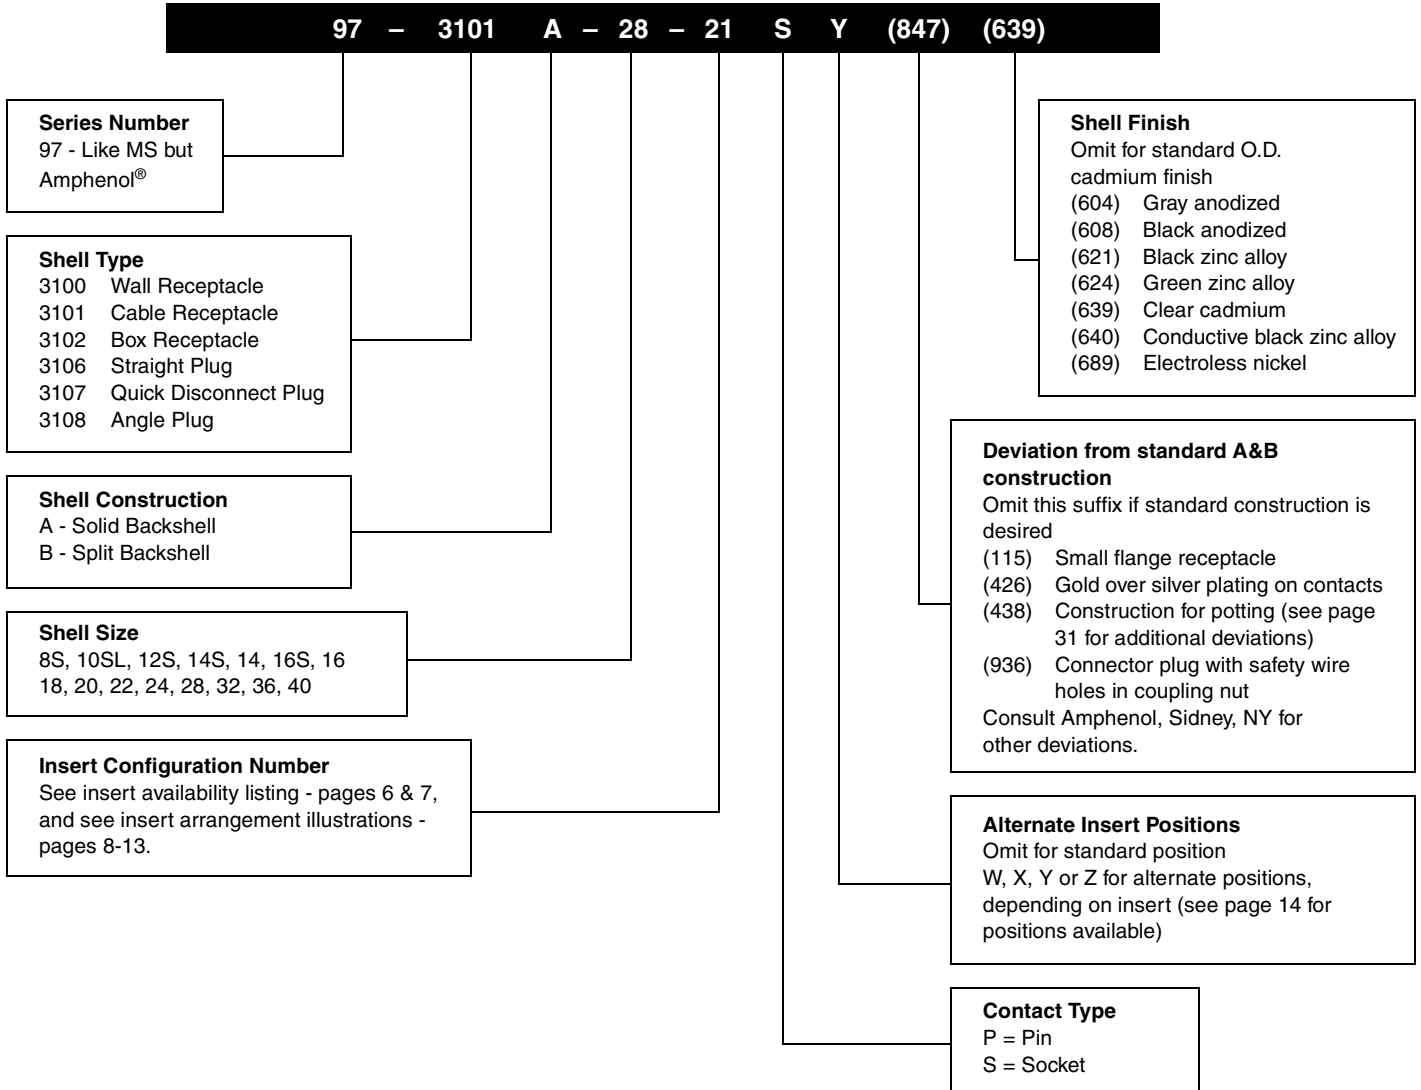 97 – 3101 A – 28 – 21 S Y (847) (639)
Series Number
97 - Like MS but
Amphenol®
Shell Type
3100 Wall Receptacle
3101 Cable Receptacle
3102 Box Receptacle
3106 Straight Plug
3107 Quick Disconnect Plug
3108 Angle Plug
Shell Construction
A - Solid Backshell
B - Split Backshell
Shell Size
8S, 10SL, 12S, 14S, 14, 16S, 16
18, 20, 22, 24, 28, 32, 36, 40
Insert Configuration Number
See insert availability listing - pages 6 & 7,
and see insert arrangement illustrations -
pages 8-13.
Shell Finish
Omit for standard O.D.
cadmium finish
(604) Gray anodized
(608) Black anodized
(621) Black zinc alloy
(624) Green zinc alloy
(639) Clear cadmium
(640) Conductive black zinc alloy
(689) Electroless nickel
Deviation from standard A&B
construction
Omit this suffix if standard construction is
desired
(115) Small flange receptacle
(426) Gold over silver plating on contacts
(438) Construction for potting (see page
31 for additional deviations)
(936) Connector plug with safety wire
holes in coupling nut
Consult Amphenol, Sidney, NY for
other deviations.
Alternate Insert Positions
Omit for standard position
W, X, Y or Z for alternate positions,
depending on insert (see page 14 for
positions available)
Contact Type
P = Pin
S = Socket